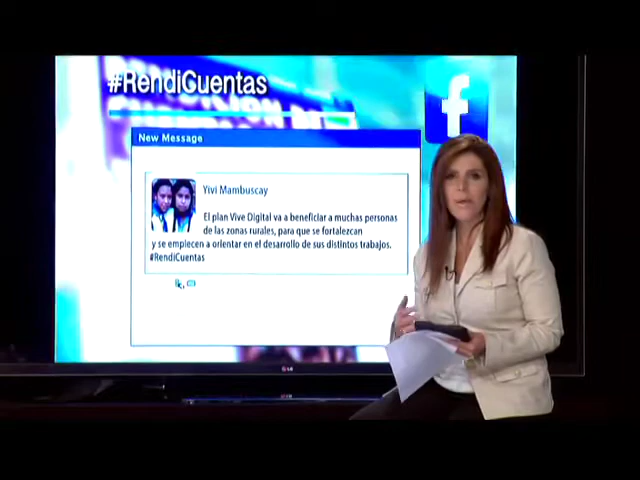 #RendiCuentas
New Message
Yivi Mambuscay
El plan Vive Digital va a beneficiar a muchas personas
de las zonas rurales, para que se fortalezcan
y se empiecen a orientar en el desarrollo de sus distintos trabajos.
#RendiCuentas
LG